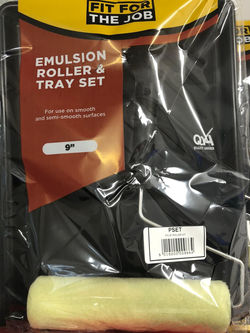 FIT FOR
THE JOB
EMULSION
ROLLER &
TRAY SET
For use on smooth
and semi-smooth surfaces
9"
PSET